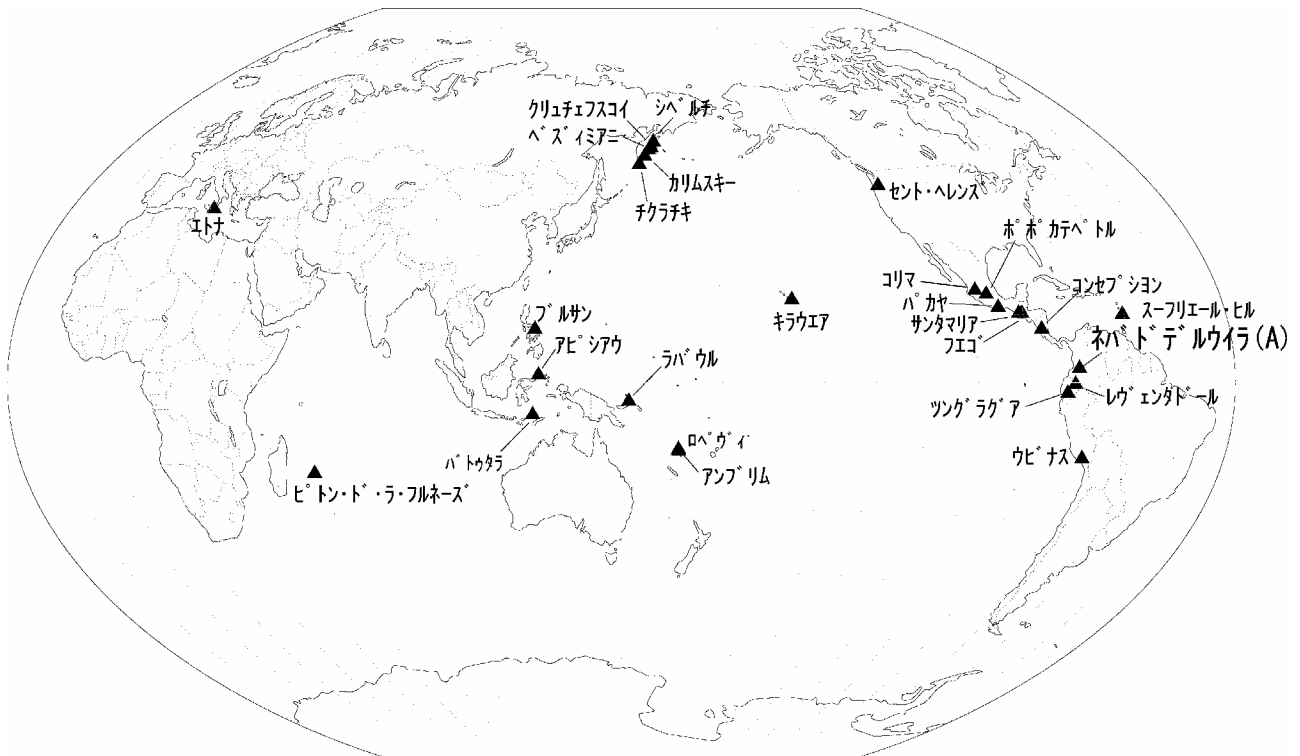 クリュチェフスコイ
シベルチ
ベズィミアニ
カリムスキー
チクラチキ
セント・ヘレンズ
エトナ
ポポカテペトル
コリマ
コンセプション
パカヤ
スーフリエール・ヒル
キラウエア
サンタマリア
フエゴ
ブルサン
ネバドデルウイラ(A)
アピシアウ
ラバウル
レヴェンタドール
ツングラグア
ロペヴィ
ウビナス
バトゥタラ
アンブリム
ピトン・ド・ラ・フルネーズ